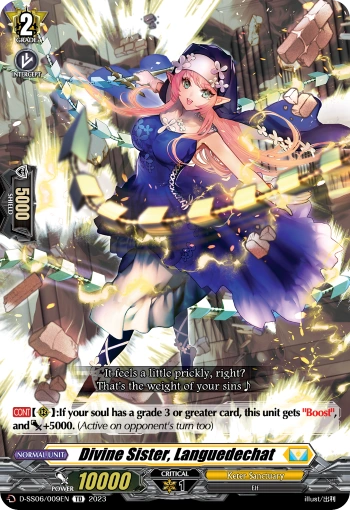 2
GRADE
INTERCEPT
5000
SHIELD
"It feels a little prickly, right?
That's the weight of your sins♪"
CONT【】:If your soul has a grade 3 or greater card, this unit gets "Boost",
and +5000. (Active on opponent's turn too)
NORMAL UNIT
Divine Sister, Languedechat
POWER 10000
CRITICAL
1
Keter Sanctuary
Elf
D-SS06/009EN TD 2023
illust/出利